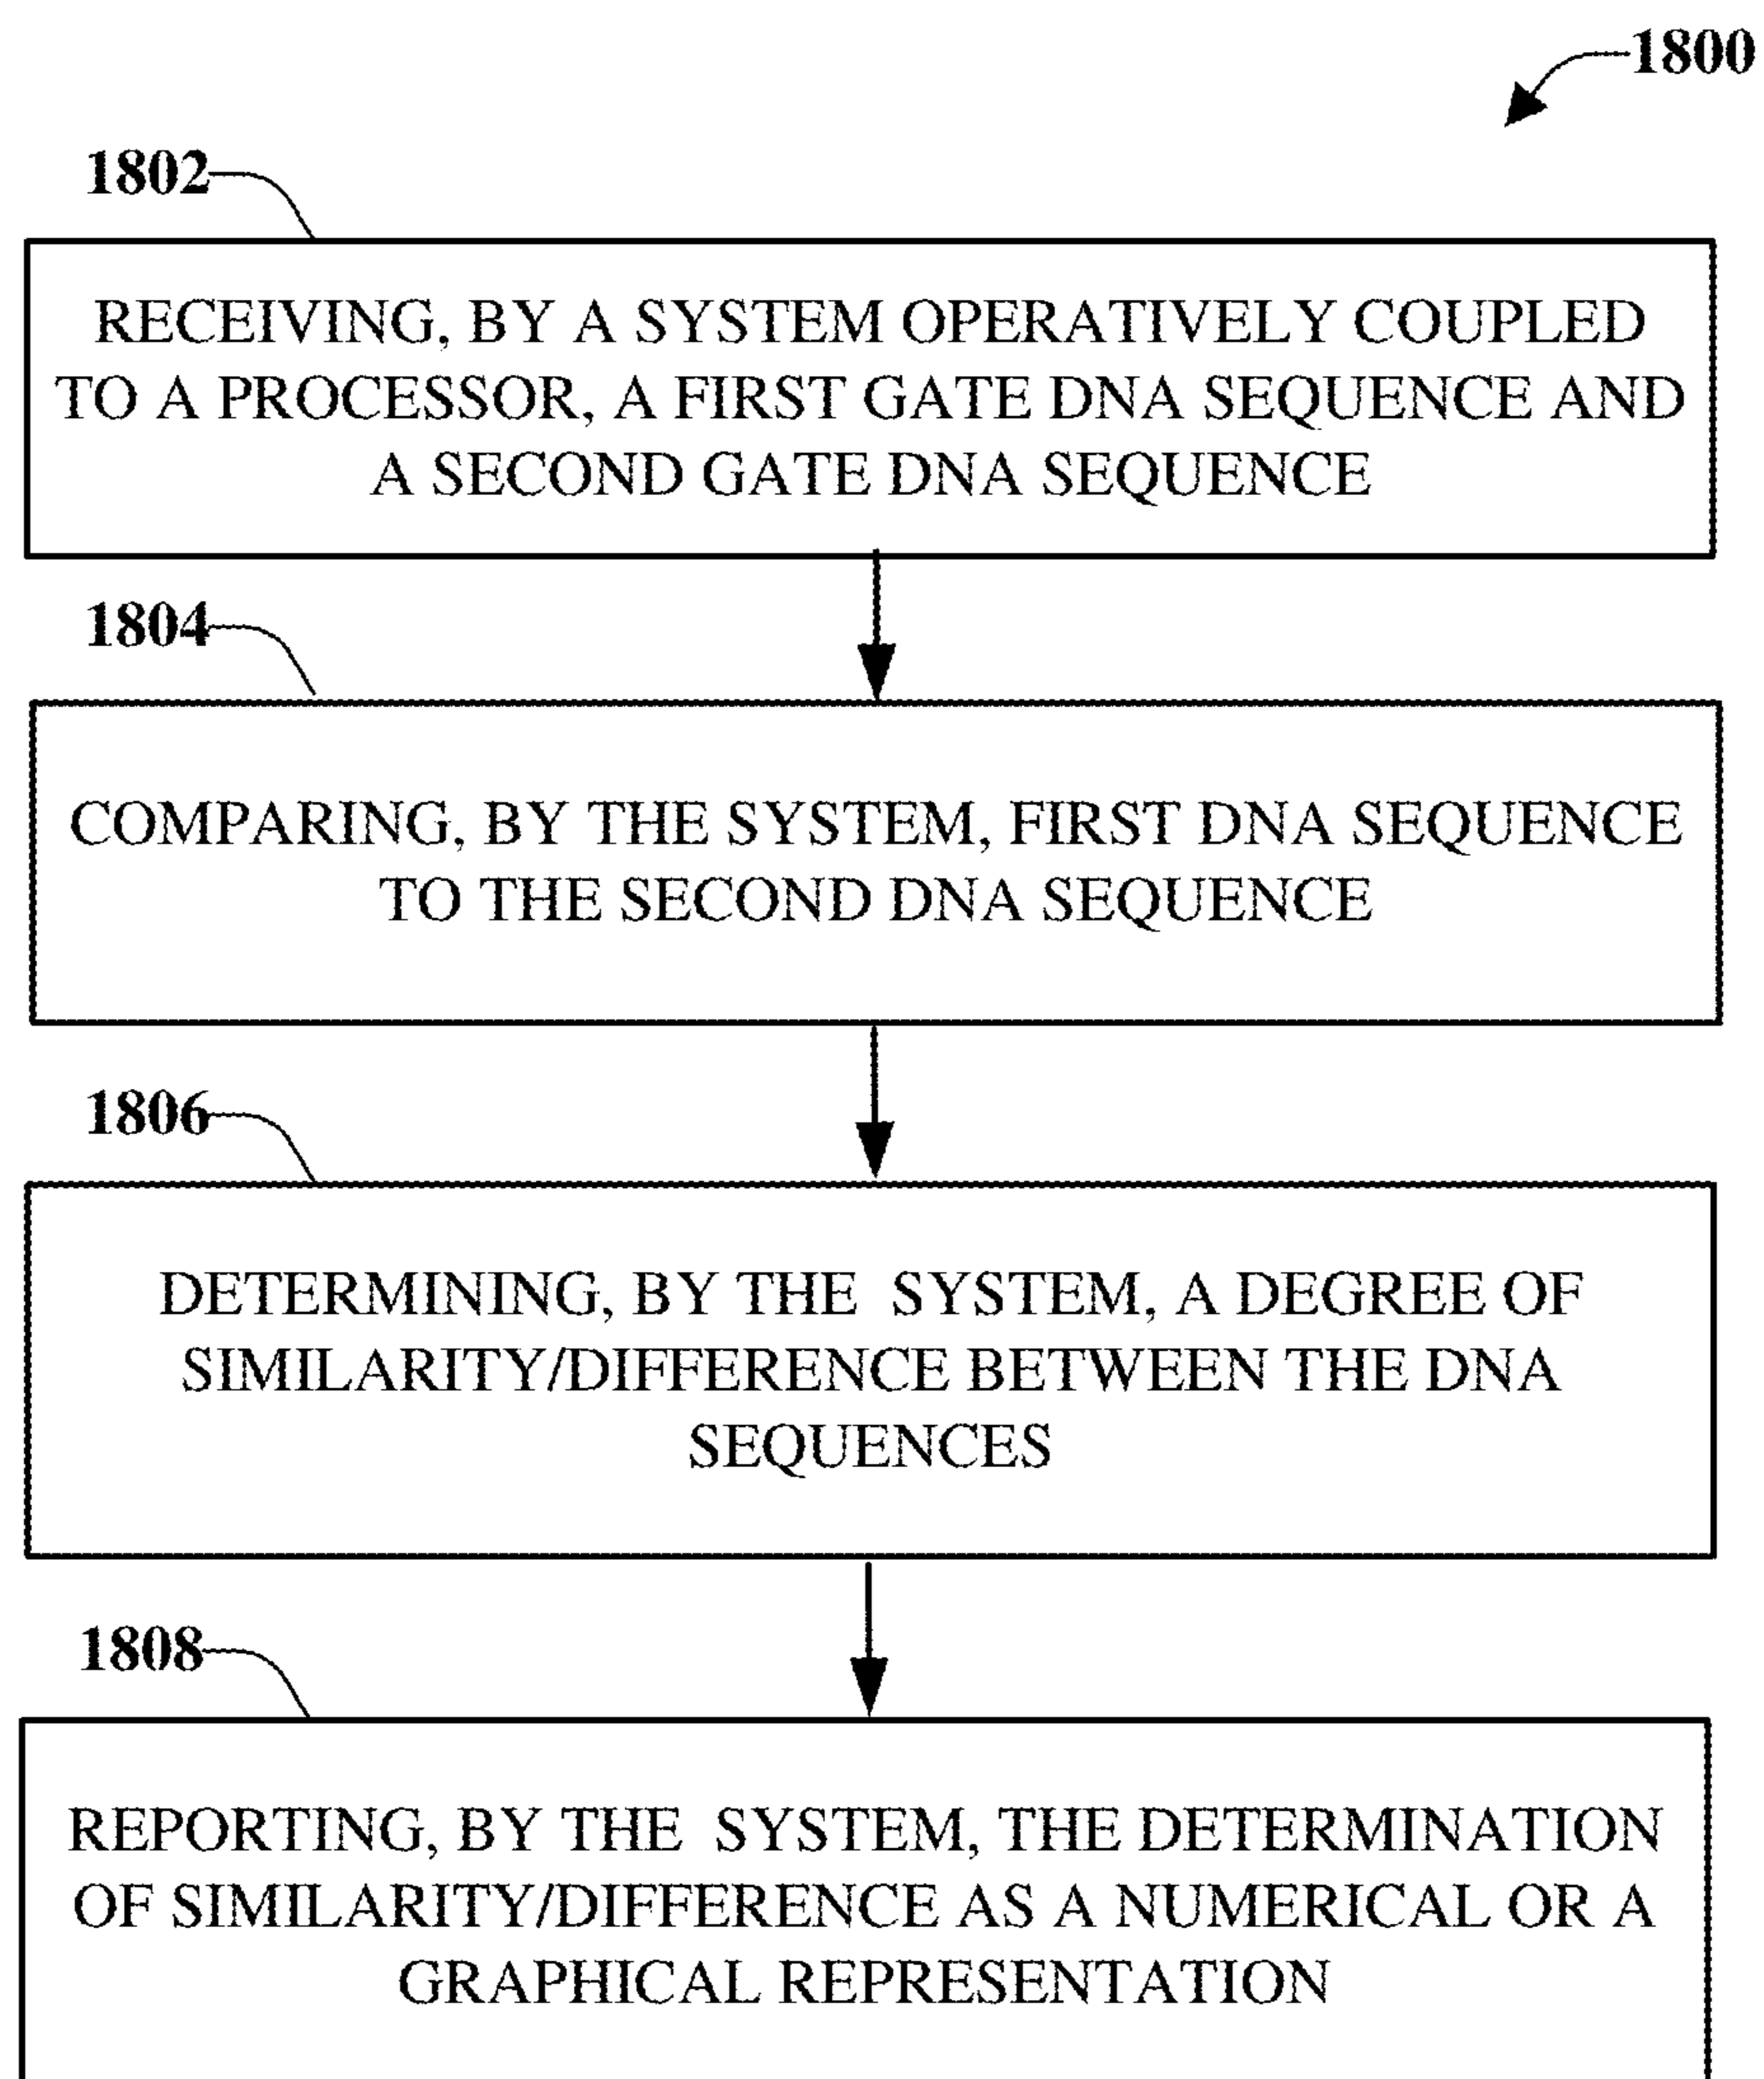 1800
1802
RECEIVING, BY A SYSTEM OPERATIVELY COUPLED
TO A PROCESSOR, A FIRST GATE DNA SEQUENCE AND
A SECOND GATE DNA SEQUENCE
1804
COMPARING, BY THE SYSTEM, FIRST DNA SEQUENCE
TO THE SECOND DNA SEQUENCE
1806
DETERMINING, BY THE SYSTEM, A DEGREE OF
SIMILARITY/DIFFERENCE BETWEEN THE DNA
SEQUENCES
1808
REPORTING, BY THE SYSTEM, THE DETERMINATION
OF SIMILARITY/DIFFERENCE AS A NUMERICAL OR A
GRAPHICAL REPRESENTATION